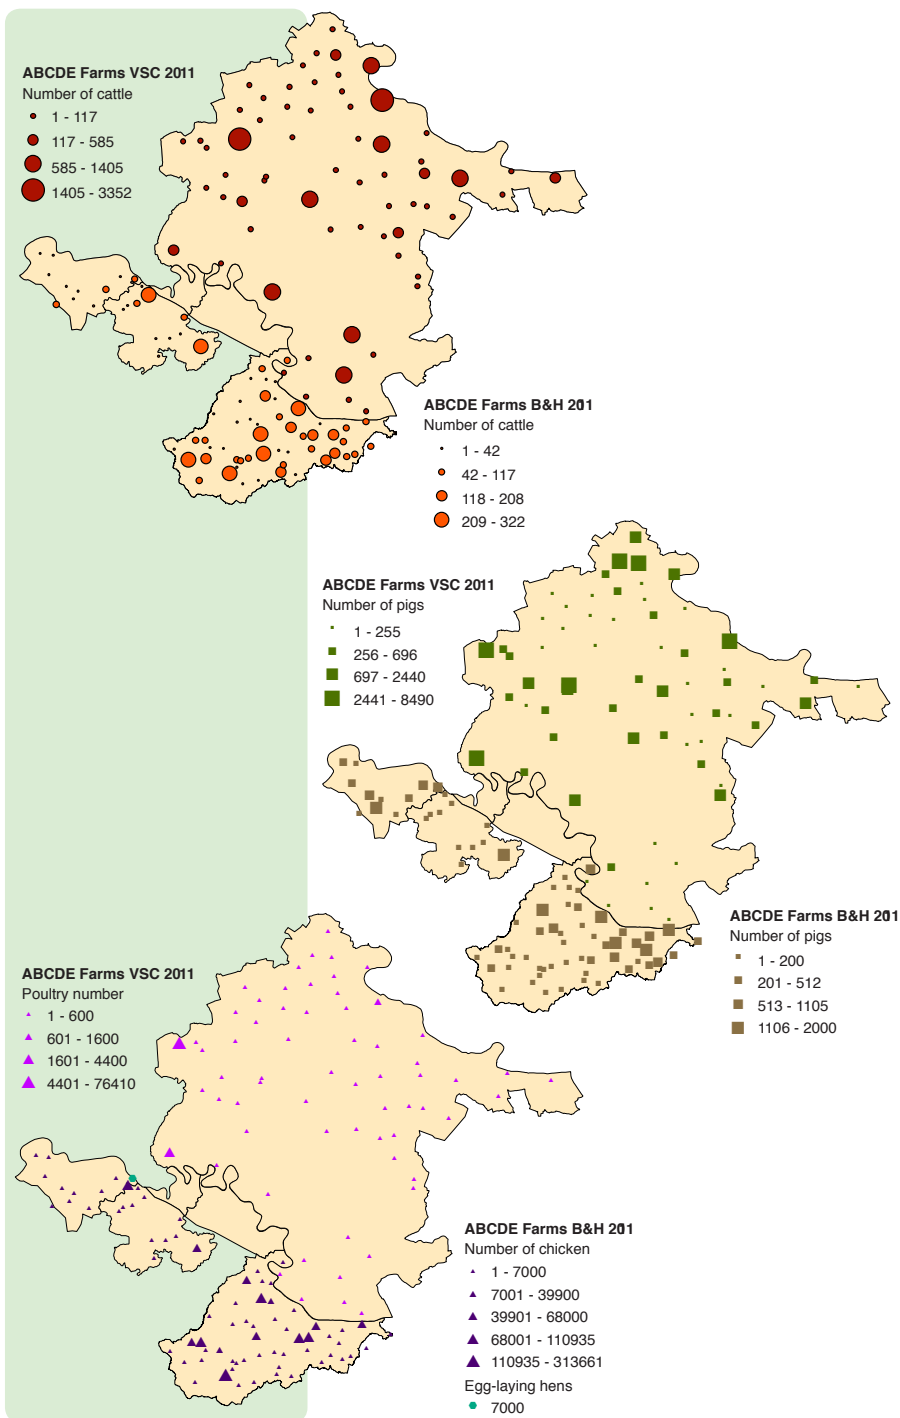 ABCDE Farms VSC 2011
Number of cattle
1 - 117
117 - 585
585 - 1405
1405 - 3352
ABCDE Farms B&H 201
Number of cattle
1 - 42
42 - 117
118 - 208
209 - 322
ABCDE Farms VSC 2011
Number of pigs
1 - 255
256 - 696
697 - 2440
2441 - 8490
ABCDE Farms B&H 201
Number of pigs
1 - 200
201 - 512
513 - 1105
1106 - 2000
ABCDE Farms VSC 2011
Poultry number
1 - 600
601 - 1600
1601 - 4400
4401 - 76410
ABCDE Farms B&H 201
Number of chicken
1 - 7000
7001 - 39900
39901 - 68000
68001 - 110935
110935 - 313661
Egg-laying hens
7000